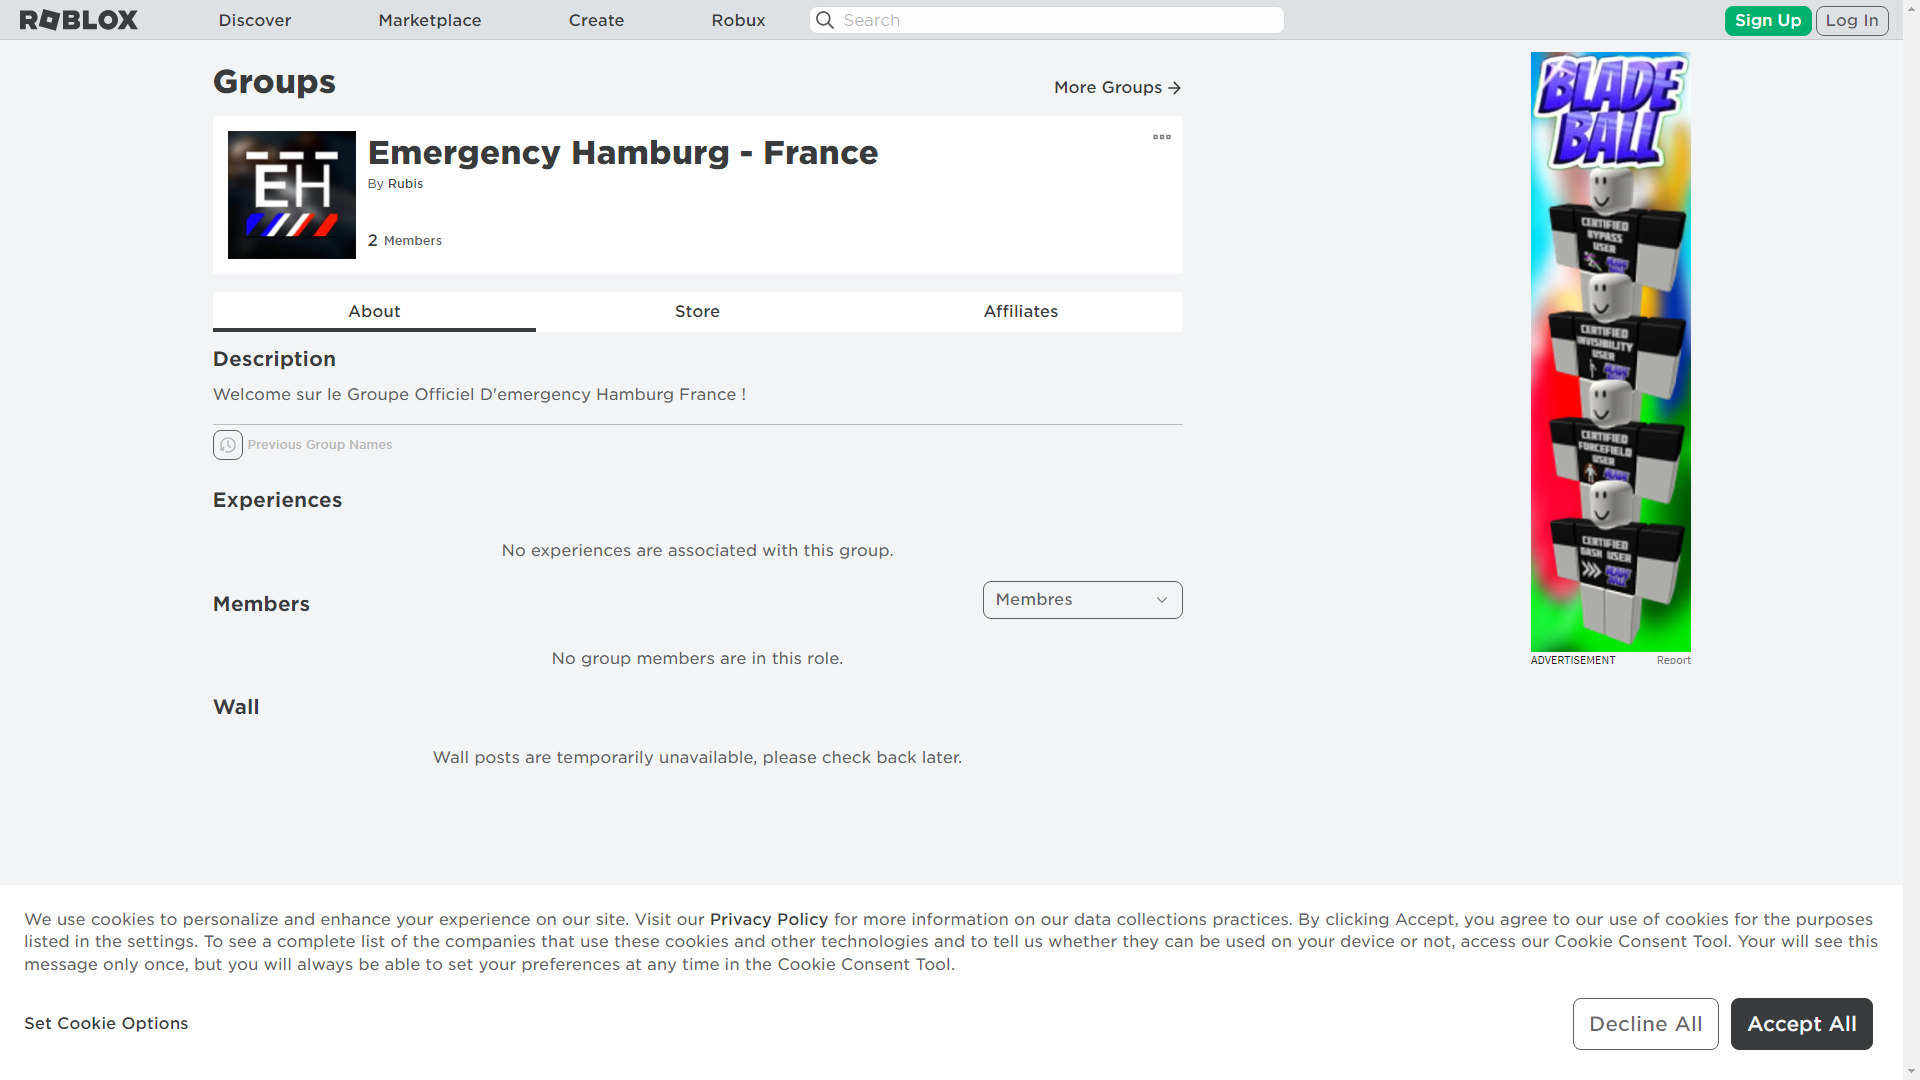 ROBLOX
Discover
Marketplace
Create
Robux
Search
Sign Up
Log In
Groups
More Groups
EH
Emergency Hamburg - France
By Rubis
2 Members
About
Store
Affiliates
Description
Welcome sur le Groupe Officiel D'emergency Hamburg France !
Previous Group Names
Experiences
No experiences are associated with this group.
Members
Membres
No group members are in this role.
Wall
Wall posts are temporarily unavailable, please check back later.
BLADE
BALL
CERTIFIED
BYPASS
USER
CERTIFIED
INVISIBILITY
USER
CERTIFIED
FORCEFIELD
USER
CERTIFIED
DASH USER
ADVERTISEMENT
Report
We use cookies to personalize and enhance your experience on our site. Visit our Privacy Policy for more information on our data collections practices. By clicking Accept, you agree to our use of cookies for the purposes
listed in the settings. To see a complete list of the companies that use these cookies and other technologies and to tell us whether they can be used on your device or not, access our Cookie Consent Tool. Your will see this
message only once, but you will always be able to set your preferences at any time in the Cookie Consent Tool.
Set Cookie Options
Decline All
Accept All